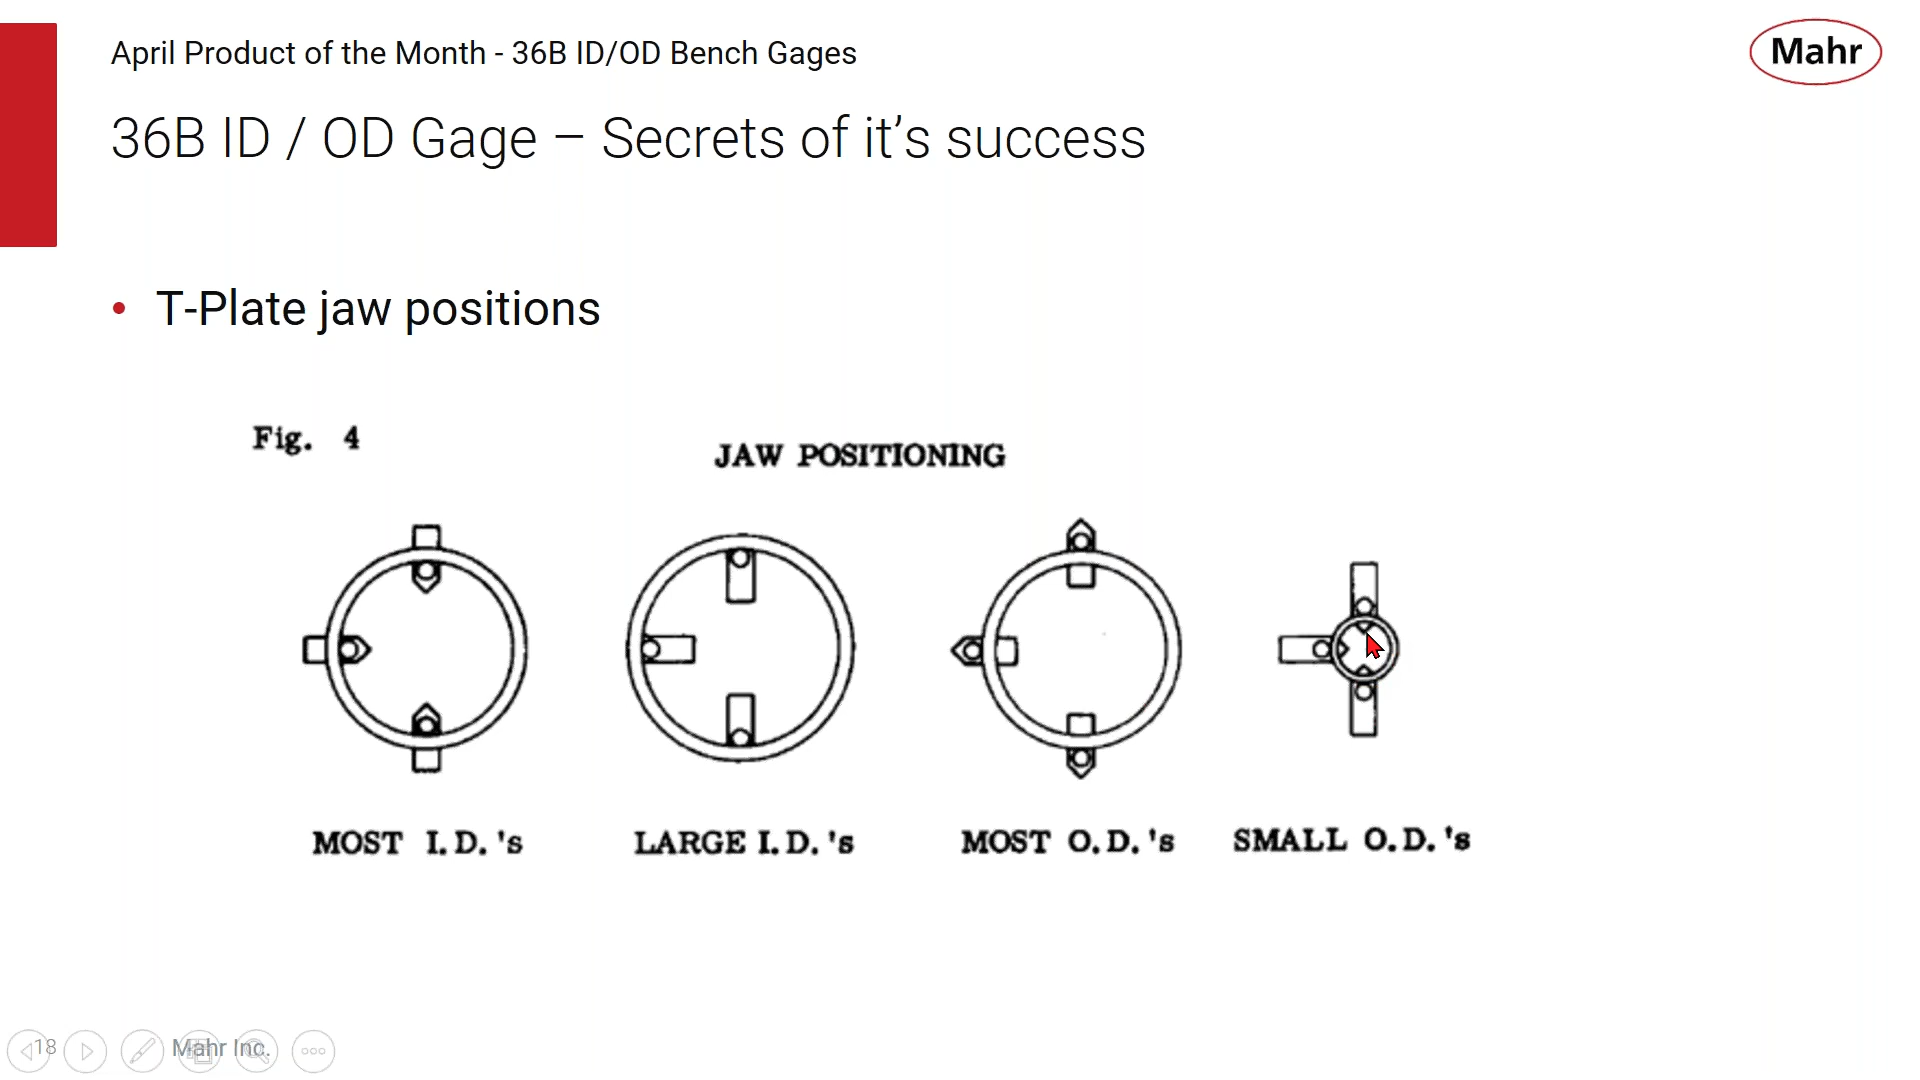 April Product of the Month - 36B ID/OD Bench Gages
Mahr
36B ID / OD Gage – Secrets of it’s success
• T-Plate jaw positions
Fig. 4
JAW POSITIONING
MOST I.D.'s LARGE I.D.'s MOST O.D.'s SMALL O.D.'s
18 Mahr Inc.